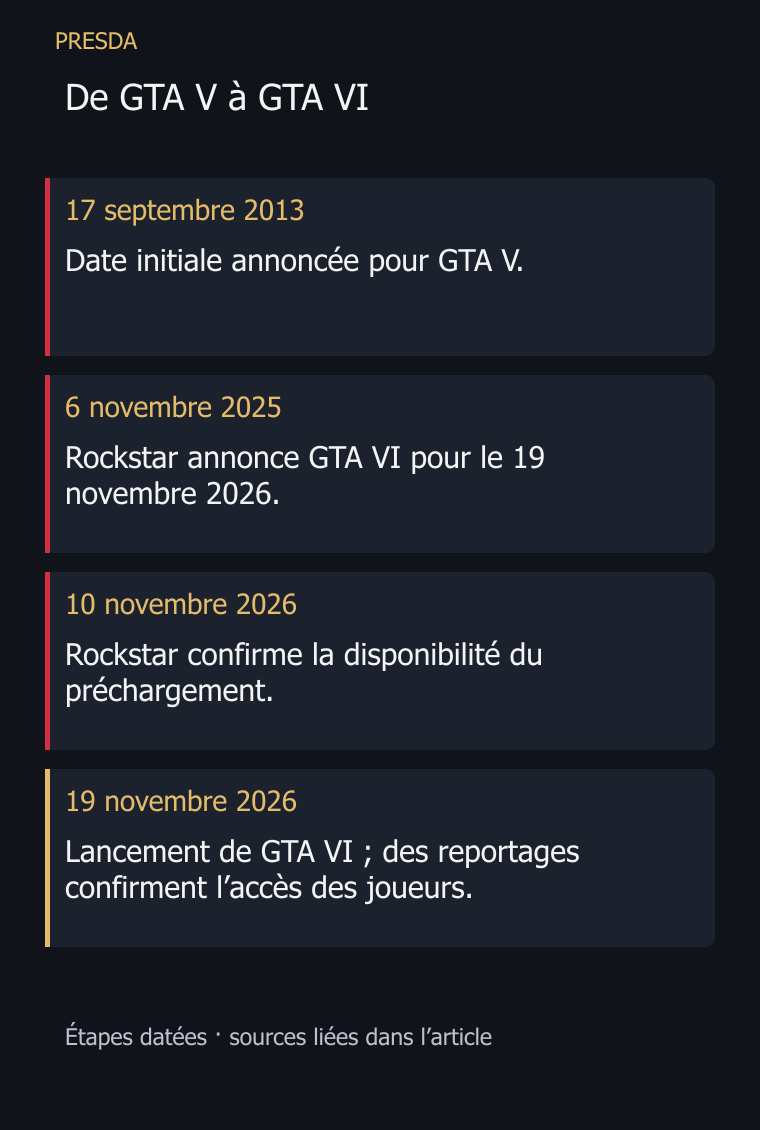 PRESDA
De GTA V à GTA VI
17 septembre 2013
Date initiale annoncée pour GTA V.
6 novembre 2025
Rockstar annonce GTA VI pour le 19
novembre 2026.
10 novembre 2026
Rockstar confirme la disponibilité du
préchargement.
19 novembre 2026
Lancement de GTA VI ; des reportages
confirment l’accès des joueurs.
Étapes datées · sources liées dans l’article